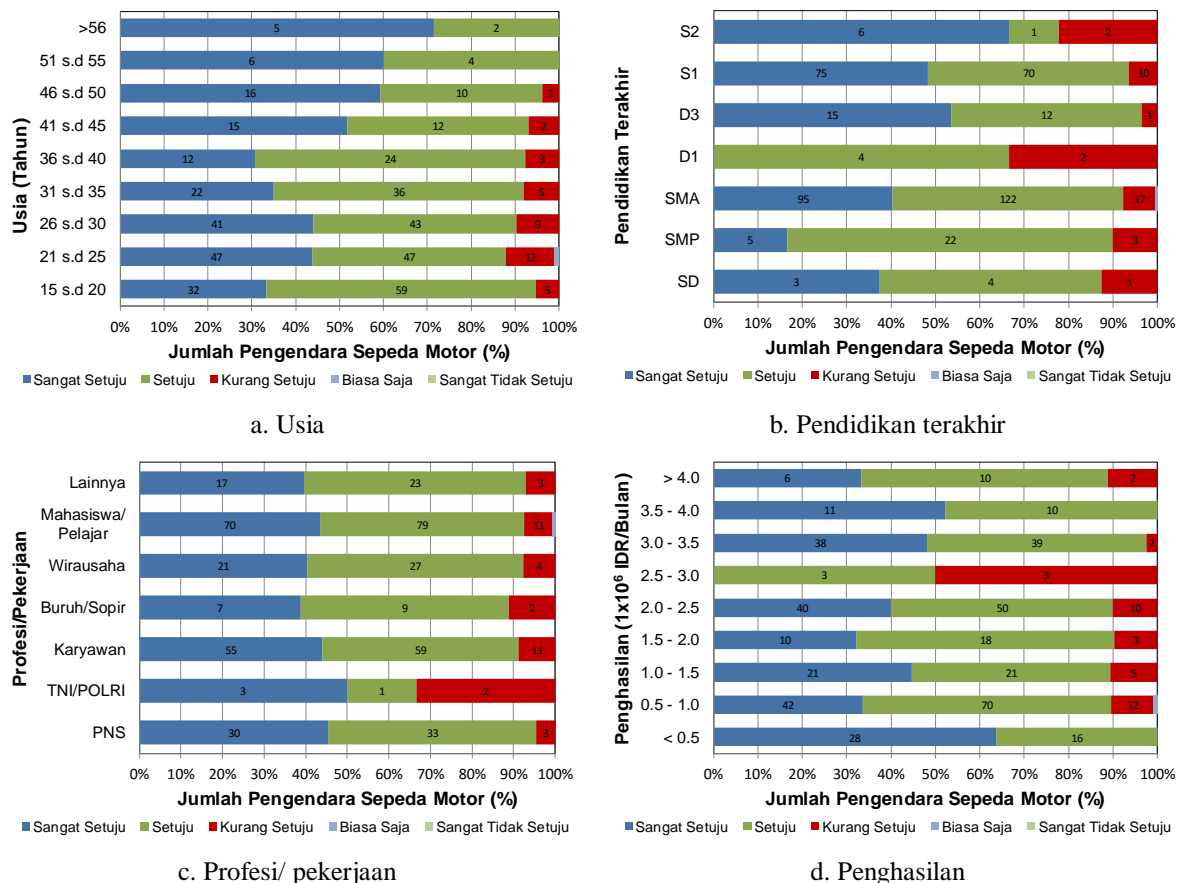 Usia (Tahun)
>56 5 2
51 s.d 55 6 4
46 s.d 50 16 10 1
41 s.d 45 15 12 2
36 s.d 40 12 24 3
31 s.d 35 22 36 5
26 s.d 30 41 43 9
21 s.d 25 47 47 12
15 s.d 20 32 59 5
0% 10% 20% 30% 40% 50% 60% 70% 80% 90% 100%
Jumlah Pengendara Sepeda Motor (%)
Sangat Setuju Setuju Kurang Setuju Biasa Saja Sangat Tidak Setuju
a. Usia
Pendidikan Terakhir
S2 6 1 2
S1 75 70 10
D3 15 12 1
D1 4 2
SMA 95 122 17
SMP 5 22 3
SD 3 4 1
0% 10% 20% 30% 40% 50% 60% 70% 80% 90% 100%
Jumlah Pengendara Sepeda Motor (%)
Sangat Setuju Setuju Kurang Setuju Biasa Saja Sangat Tidak Setuju
b. Pendidikan terakhir
Profesi/Pekerjaan
Lainnya 17 23 3
Mahasiswa/
Pelajar 70 79 11
Wirausaha 21 27 4
Buruh/Sopir 7 9 2
Karyawan 55 59 11
TNI/POLRI 3 1 2
PNS 30 33 3
0% 10% 20% 30% 40% 50% 60% 70% 80% 90% 100%
Jumlah Pengendara Sepeda Motor (%)
Sangat Setuju Setuju Kurang Setuju Biasa Saja Sangat Tidak Setuju
c. Profesi/ pekerjaan
Penghasilan (1x10⁶ IDR/Bulan)
> 4.0 6 10 2
3.5 - 4.0 11 10
3.0 - 3.5 38 39 2
2.5 - 3.0 3 3
2.0 - 2.5 40 50 10
1.5 - 2.0 10 18 3
1.0 - 1.5 21 21 5
0.5 - 1.0 42 70 12
< 0.5 28 16
0% 10% 20% 30% 40% 50% 60% 70% 80% 90% 100%
Jumlah Pengendara Sepeda Motor (%)
Sangat Setuju Setuju Kurang Setuju Biasa Saja Sangat Tidak Setuju
d. Penghasilan